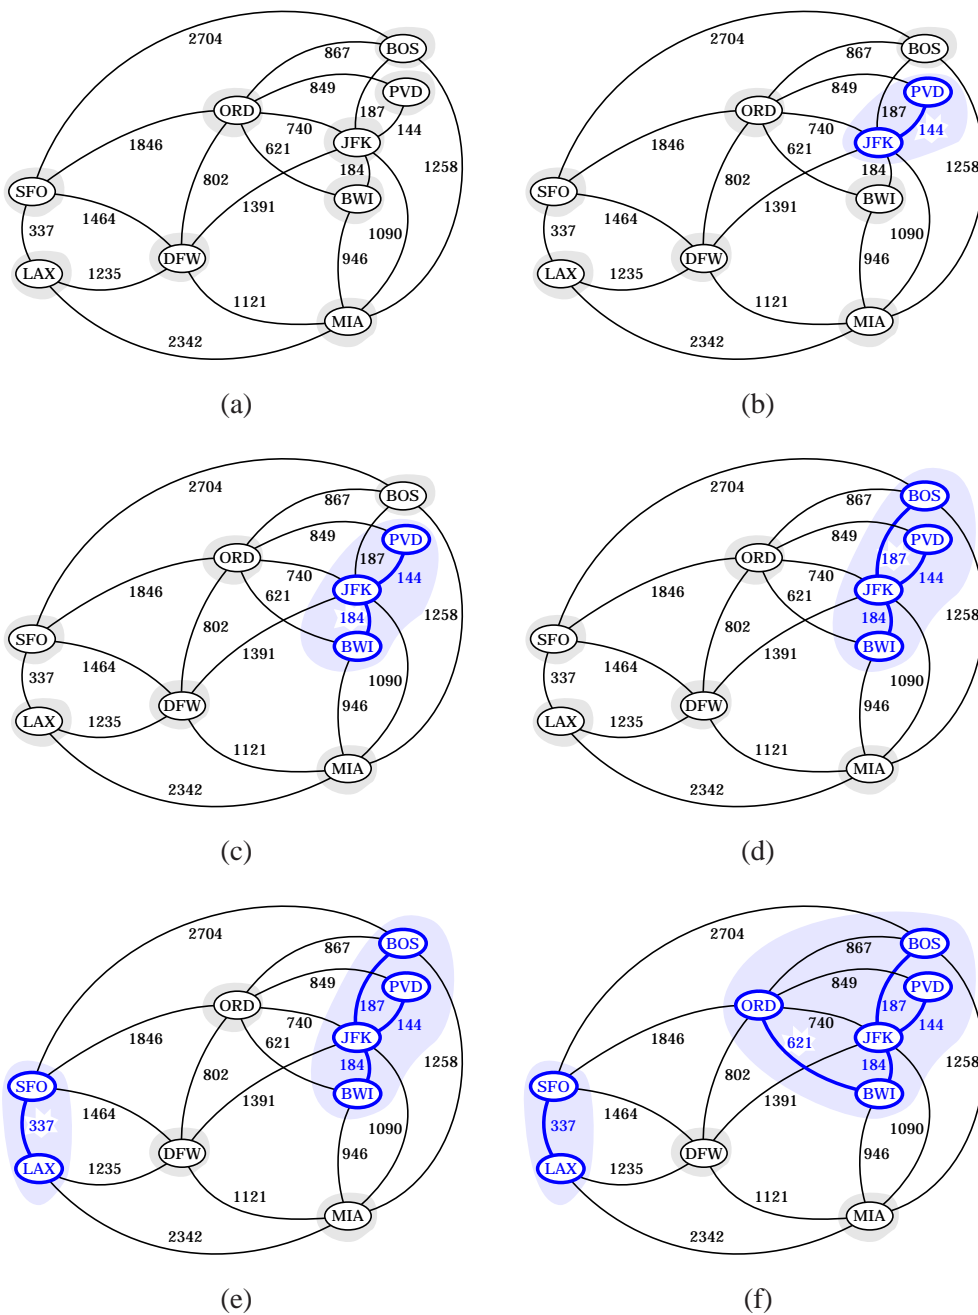 2704
BOS
867
PVD
849
ORD
187
144
740
JFK
1846
621
1258
184
802
SFO
BWI
1464
1391
337
1090
DFW
946
LAX
1235
1121
MIA
2342
(a)
2704
BOS
867
PVD
849
ORD
187
144
740
JFK
1846
621
1258
184
802
SFO
BWI
1464
1391
337
1090
DFW
946
LAX
1235
1121
MIA
2342
(b)
2704
BOS
867
PVD
849
ORD
187
144
740
JFK
1846
621
1258
184
802
SFO
BWI
1464
1391
337
1090
DFW
946
LAX
1235
1121
MIA
2342
(c)
2704
BOS
867
PVD
849
ORD
187
144
740
JFK
1846
621
1258
184
802
SFO
BWI
1464
1391
337
1090
DFW
946
LAX
1235
1121
MIA
2342
(d)
2704
BOS
867
PVD
849
ORD
187
144
740
JFK
1846
621
1258
184
802
SFO
BWI
1464
1391
337
1090
DFW
946
LAX
1235
1121
MIA
2342
(e)
2704
BOS
867
PVD
849
ORD
187
144
740
JFK
1846
621
1258
184
802
SFO
BWI
1464
1391
337
1090
DFW
946
LAX
1235
1121
MIA
2342
(f)